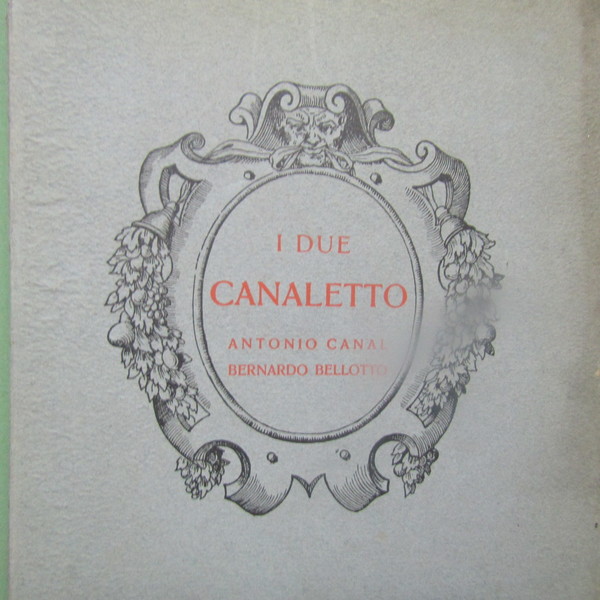 I DUE
CANALETTO
ANTONIO CANAL
BERNARDO BELLOTTO